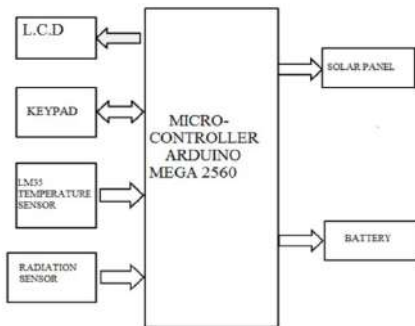 L.C.D
KEYPAD
LM35
TEMPERATURE
SENSOR
RADIATION
SENSOR
MICRO-
CONTROLLER
ARDUINO
MEGA 2560
SOLAR PANEL
BATTERY